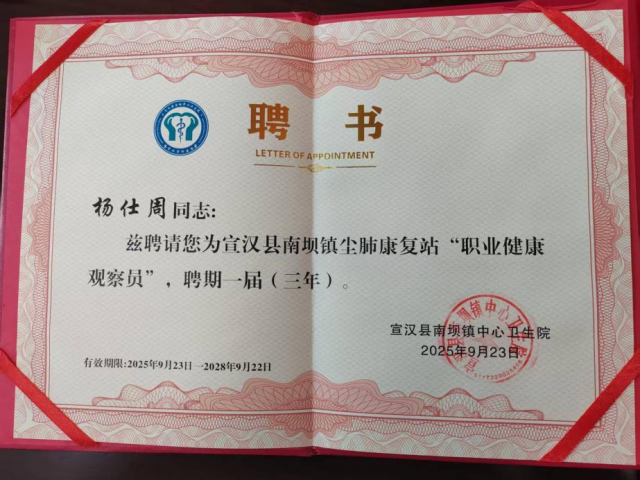 聘 书
LETTER OF APPOINTMENT
杨仕周同志:
兹聘请您为宣汉县南坝镇尘肺康复站“职业健康
观察员”,聘期一届(三年)。
宣汉县南坝镇中心卫生院
2025年9月23日
有效期限:2025年9月23日—2028年9月22日